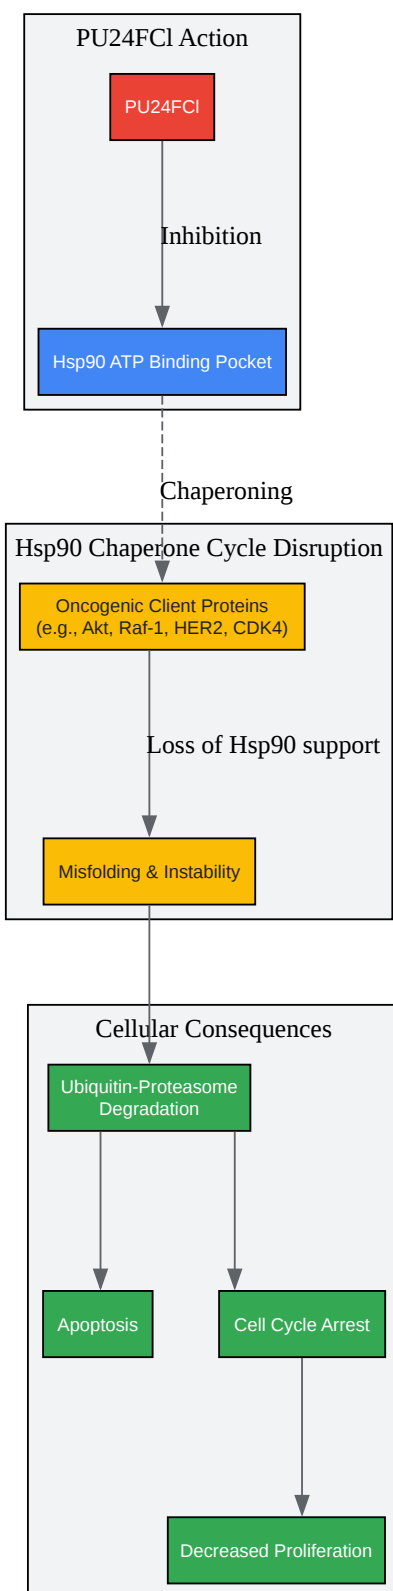 PU24FCl Action
PU24FCl
Inhibition
Hsp90 ATP Binding Pocket
Chaperoning
Hsp90 Chaperone Cycle Disruption
Oncogenic Client Proteins
(e.g., Akt, Raf-1, HER2, CDK4)
Loss of Hsp90 support
Misfolding & Instability
Cellular Consequences
Ubiquitin-Proteasome
Degradation
Apoptosis
Cell Cycle Arrest
Decreased Proliferation